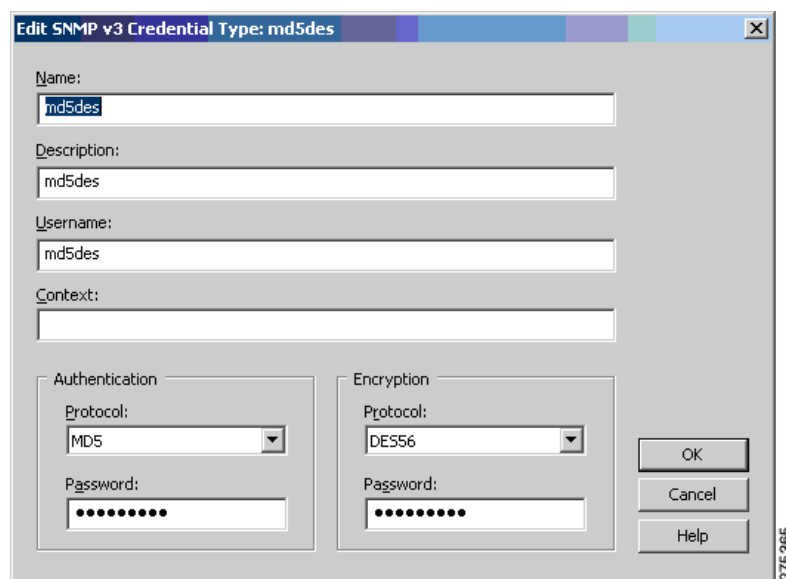 Edit SNMP v3 Credential Type: md5des
Name:
md5des
Description:
md5des
Username:
md5des
Context:
Authentication
Protocol:
MD5
Password:
●●●●●●●●●
Encryption
Protocol:
DES56
Password:
●●●●●●●●●
OK
Cancel
Help
275365